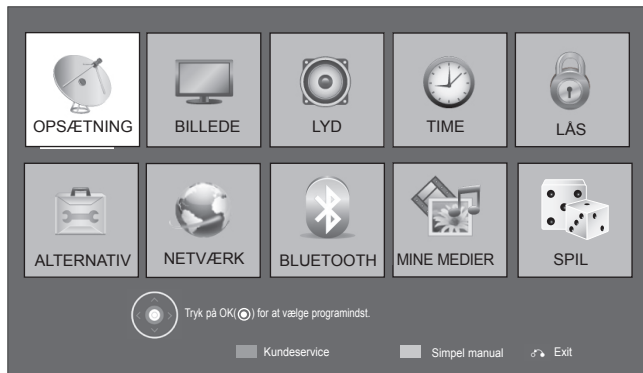 OPSÆTNING BILLEDE LYD TIME LÅS
ALTERNATIV NETVÆRK BLUETOOTH MINE MEDIER SPIL
Tryk på OK( ) for at vælge programindst.
Kundeservice Simpel manual Exit